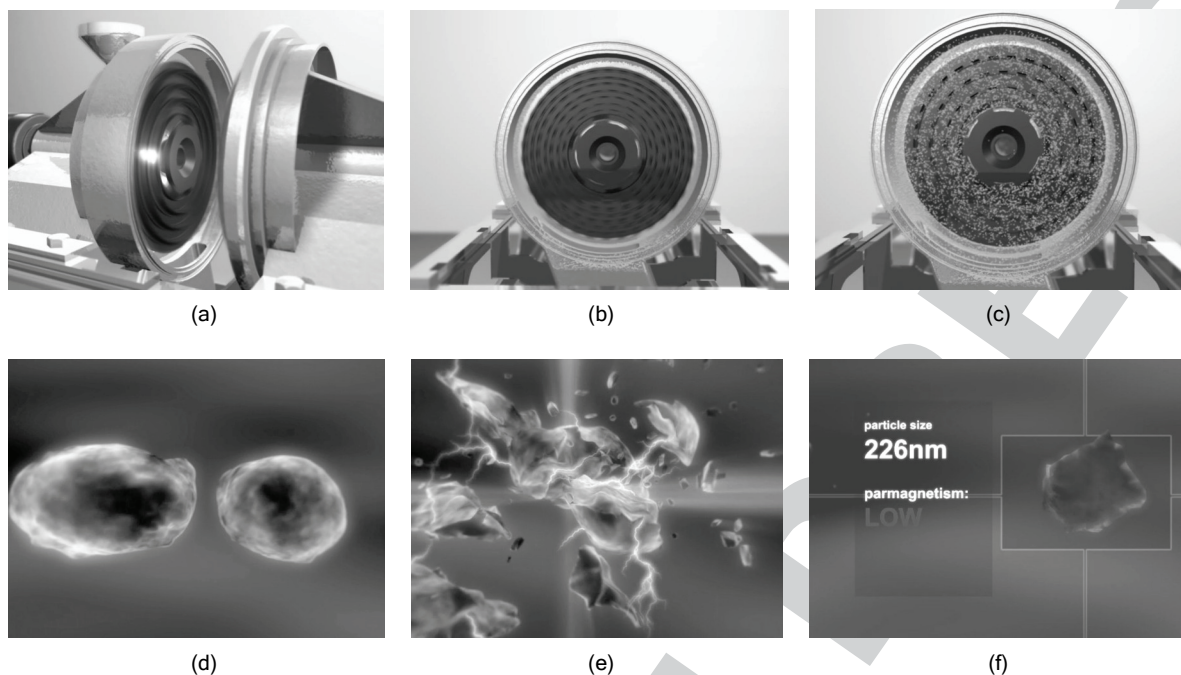 (a)
(b)
(c)
particle size
226nm
parmagnetism:
LOW
(d)
(e)
(f)